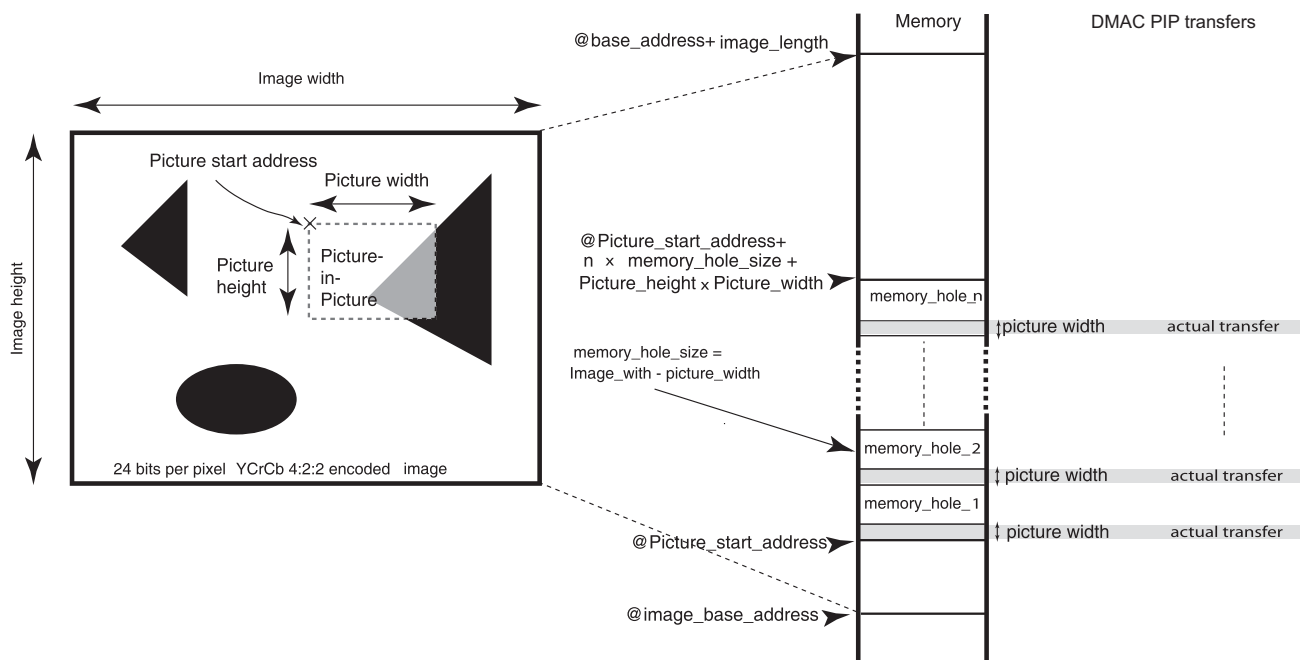 Memory
DMAC PIP transfers
@base_address+ image_length
Image width
Picture start address
Picture width
Image height
Picture
height
Picture-
in-
Picture
24 bits per pixel YCrCb 4:2:2 encoded image
@Picture_start_address+
n x memory_hole_size +
Picture_height x Picture_width
memory_hole_n
picture width actual transfer
memory_hole_size =
Image_with - picture_width
memory_hole_2
picture width actual transfer
memory_hole_1
picture width actual transfer
@Picture_start_address
@image_base_address